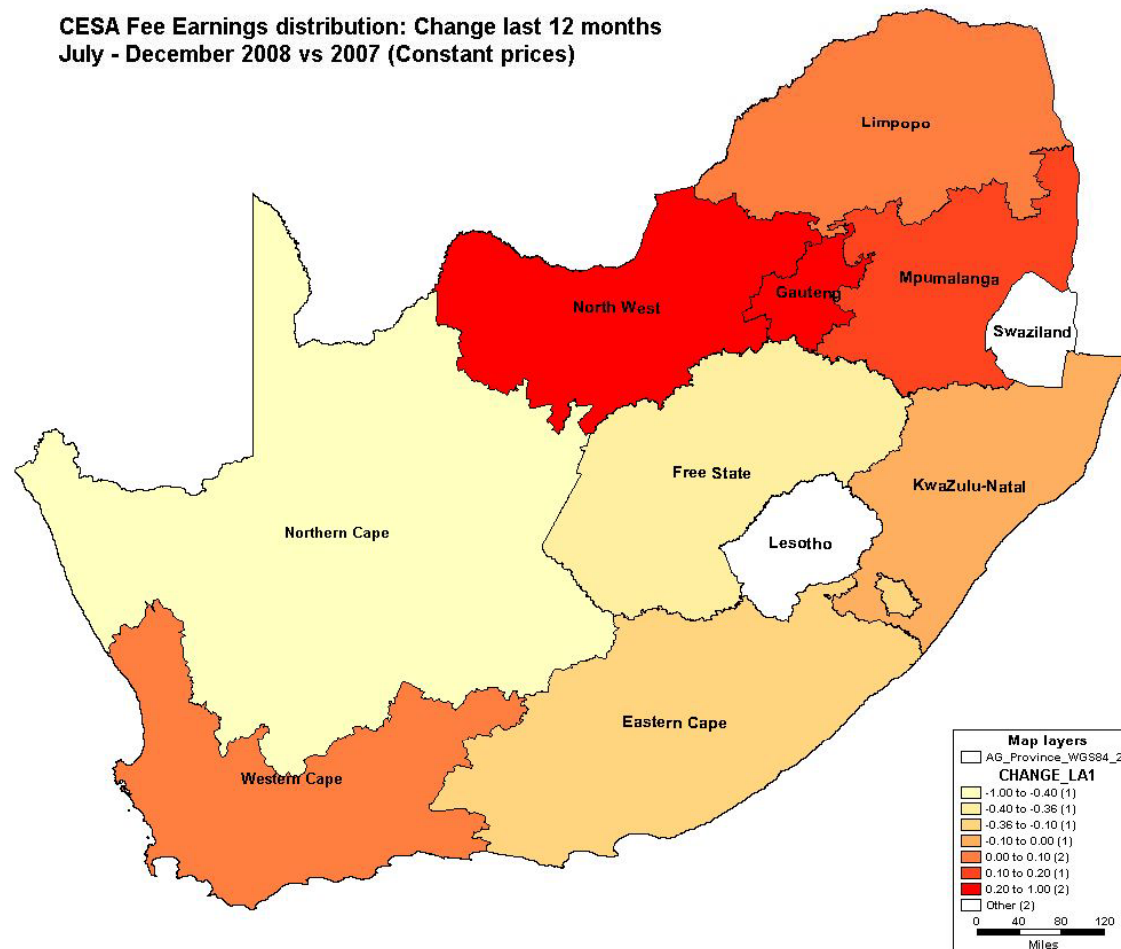 CESA Fee Earnings distribution: Change last 12 months
July - December 2008 vs 2007 (Constant prices)
Limpopo
Mpumalanga
North West
Gauteng
Swaziland
Free State
KwaZulu-Natal
Northern Cape
Lesotho
Eastern Cape
Western Cape
Map layers
AG_Province_WGS84_2
CHANGE_LA1
-1.00 to -0.40 (1)
-0.40 to -0.36 (1)
-0.36 to -0.10 (1)
-0.10 to 0.00 (1)
0.00 to 0.10 (2)
0.10 to 0.20 (1)
0.20 to 1.00 (2)
Other (2)
0 40 80 120
Miles